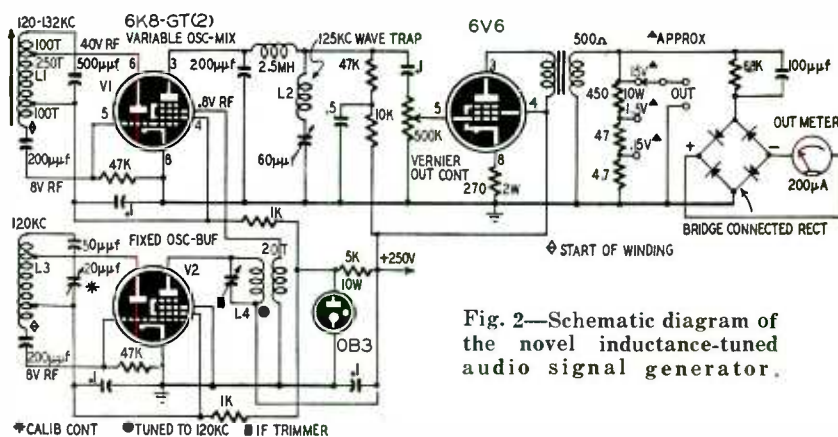 120-132KC
6K8-GT(2)
VARIABLE OSC-MIX
6V6
100T
250T
L1
100T
40V RF
500μμf
6
3
V1
5
4
8
200μμf
8V RF
47K
.1
.8V RF
200μμf
2.5MH
125KC WAVE TRAP
L2
60μμ
47K
.1
.5
10K
500K
VERNIER
OUT CONT
5
3
4
8
270
2W
500Ω
▲APPROX
15V▲
450
10W
1.5V▲
47
.15V▲
4.7
OUT
68K
100μμf
+
-
OUT METER
200μA
BRIDGE CONNECTED RECT
1K
120KC
50μμf
FIXED OSC-BUF
L3
20μμf
V2
20T
L4
5K
10W
+250V
OB3
.1
200μμf
8V RF
47K
.1
1K
◈ START OF WINDING
✱CALIB CONT ●TUNED TO 120KC ■ IF TRIMMER
Fig. 2—Schematic diagram of
the novel inductance-tuned
audio signal generator.